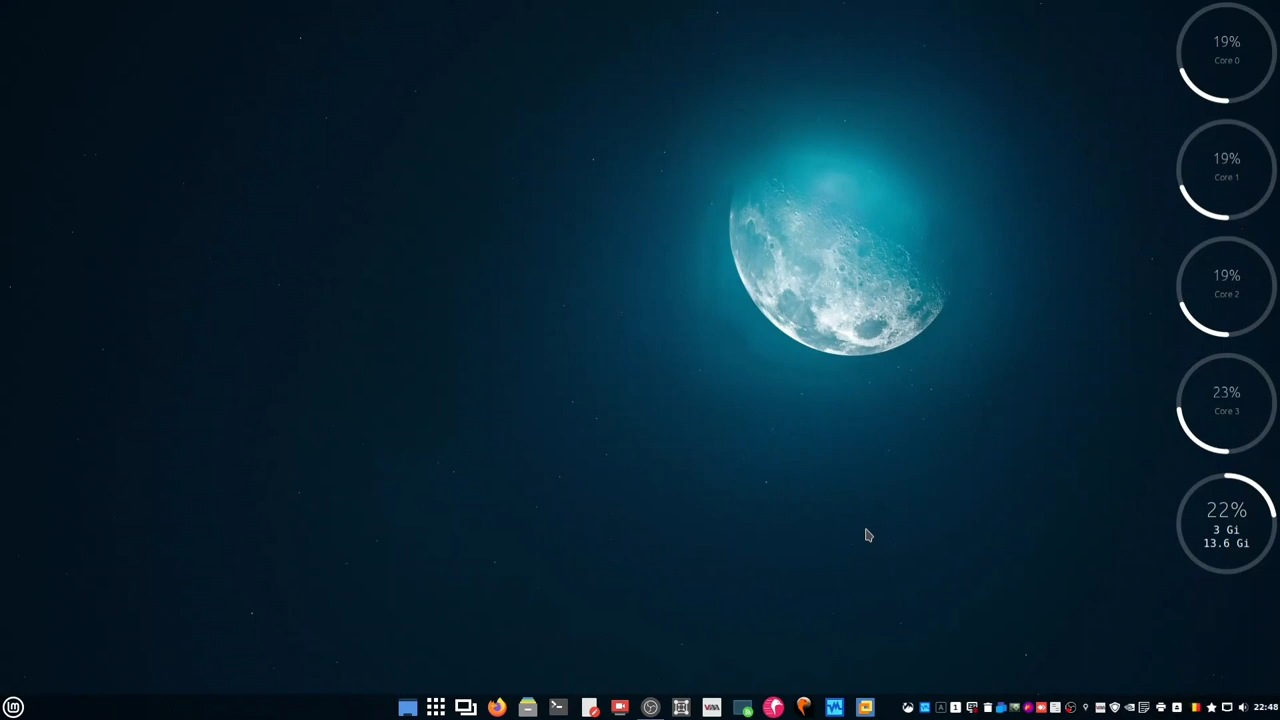 19%
Core 0
19%
Core 1
19%
Core 2
23%
Core 3
22%
3 Gi
13.6 Gi
22:48